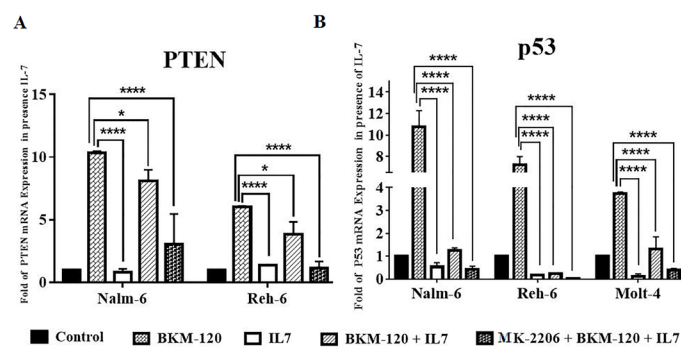 A
PTEN
Fold of PTEN mRNA Expression in presence IL-7
15
10
5
0
****
*
****
****
*
****
Nalm-6
Reh-6
B
p53
Fold of P53 mRNA Expression in presence of IL-7
14
12
10
8
6
4
2
1
0
****
****
****
****
****
****
****
****
****
Nalm-6
Reh-6
Molt-4
Control
BKM-120
IL7
BKM-120 + IL7
MK-2206 + BKM-120 + IL7